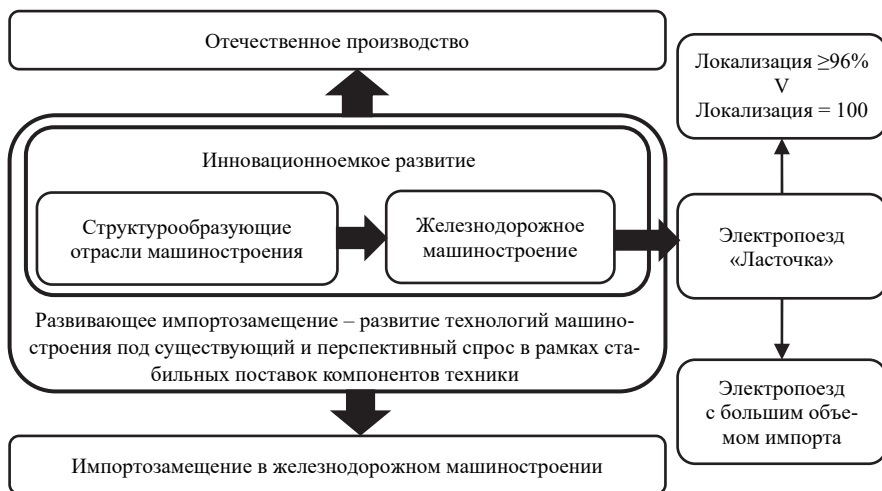 Отечественное производство
Локализация ≥96%
V
Локализация = 100
Инновационноемкое развитие
Структурообразующие
отрасли машиностроения
Железнодорожное
машиностроение
Электропоезд
«Ласточка»
Развивающее импортозамещение – развитие технологий машино-
строения под существующий и перспективный спрос в рамках ста-
бильных поставок компонентов техники
Электропоезд
с большим объе-
мом импорта
Импортозамещение в железнодорожном машиностроении